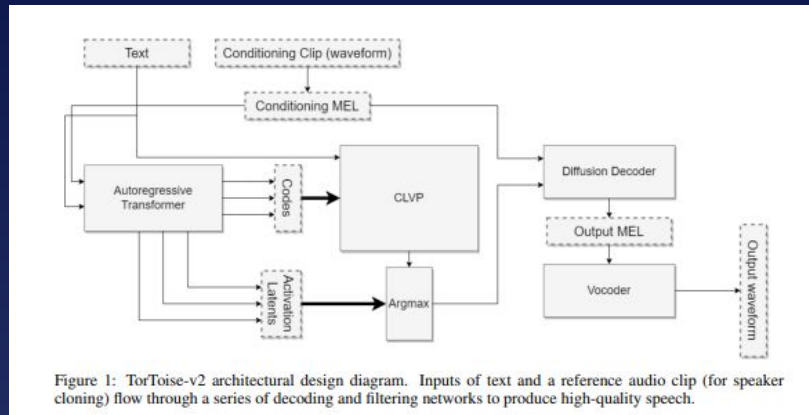 Text
Conditioning Clip (waveform)
Conditioning MEL
Autoregressive
Transformer
Codes
CLVP
Diffusion Decoder
Output MEL
Vocoder
Output waveform
Activation
Latents
Argmax
Figure 1: TorToise-v2 architectural design diagram. Inputs of text and a reference audio clip (for speaker
cloning) flow through a series of decoding and filtering networks to produce high-quality speech.